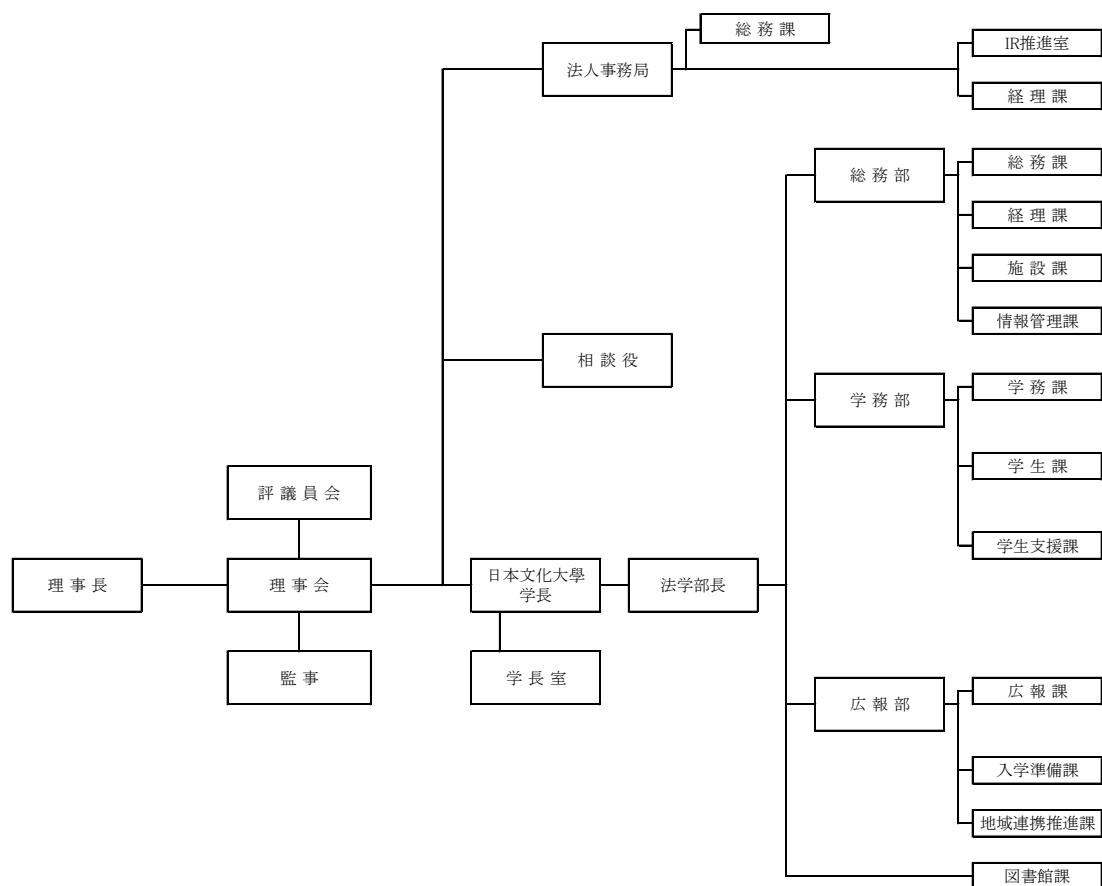 総 務 課
IR推進室
法人事務局
経 理 課
総 務 課
総 務 部
経 理 課
施 設 課
情報管理課
相 談 役
学 務 課
学 務 部
学 生 課
評 議 員 会
学生支援課
理 事 長
理 事 会
日本文化大學
学長
法学部長
監 事
学 長 室
広 報 課
広 報 部
入学準備課
地域連携推進課
図書館課